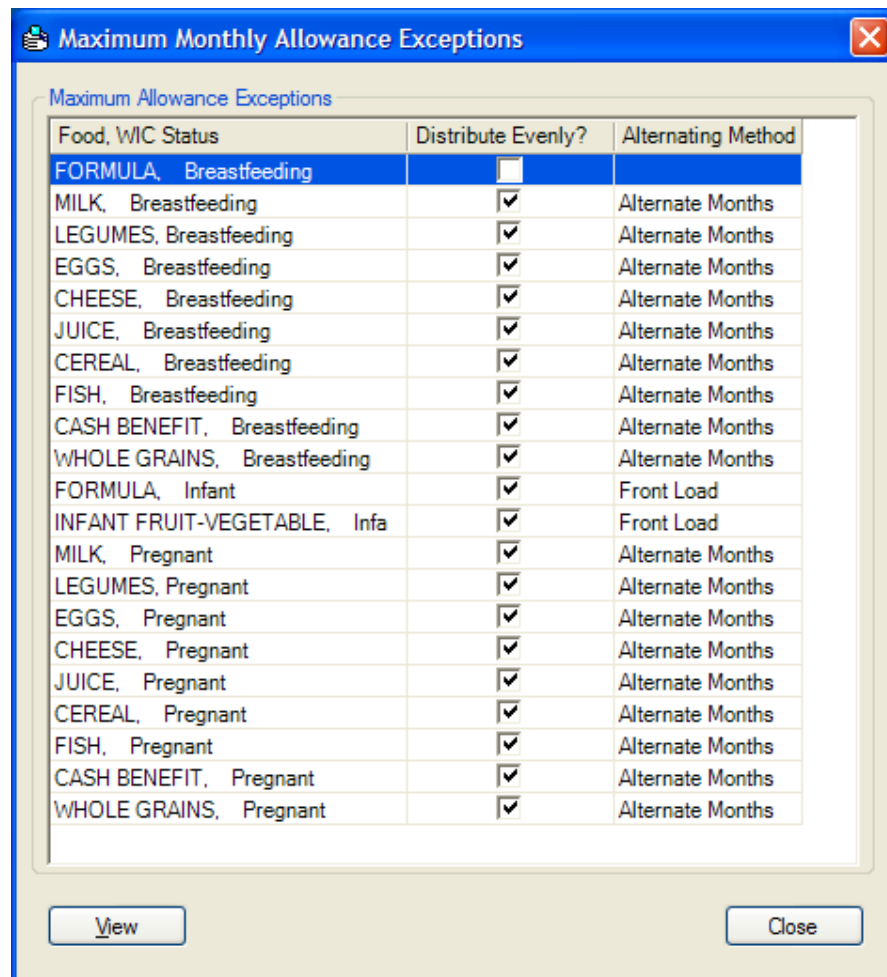 Maximum Monthly Allowance Exceptions
Maximum Allowance Exceptions
Food, WIC Status Distribute Evenly? Alternating Method
FORMULA, Breastfeeding
MILK, Breastfeeding Alternate Months
LEGUMES, Breastfeeding Alternate Months
EGGS, Breastfeeding Alternate Months
CHEESE, Breastfeeding Alternate Months
JUICE, Breastfeeding Alternate Months
CEREAL, Breastfeeding Alternate Months
FISH, Breastfeeding Alternate Months
CASH BENEFIT, Breastfeeding Alternate Months
WHOLE GRAINS, Breastfeeding Alternate Months
FORMULA, Infant Front Load
INFANT FRUIT-VEGETABLE, Infa Front Load
MILK, Pregnant Alternate Months
LEGUMES, Pregnant Alternate Months
EGGS, Pregnant Alternate Months
CHEESE, Pregnant Alternate Months
JUICE, Pregnant Alternate Months
CEREAL, Pregnant Alternate Months
FISH, Pregnant Alternate Months
CASH BENEFIT, Pregnant Alternate Months
WHOLE GRAINS, Pregnant Alternate Months
View Close